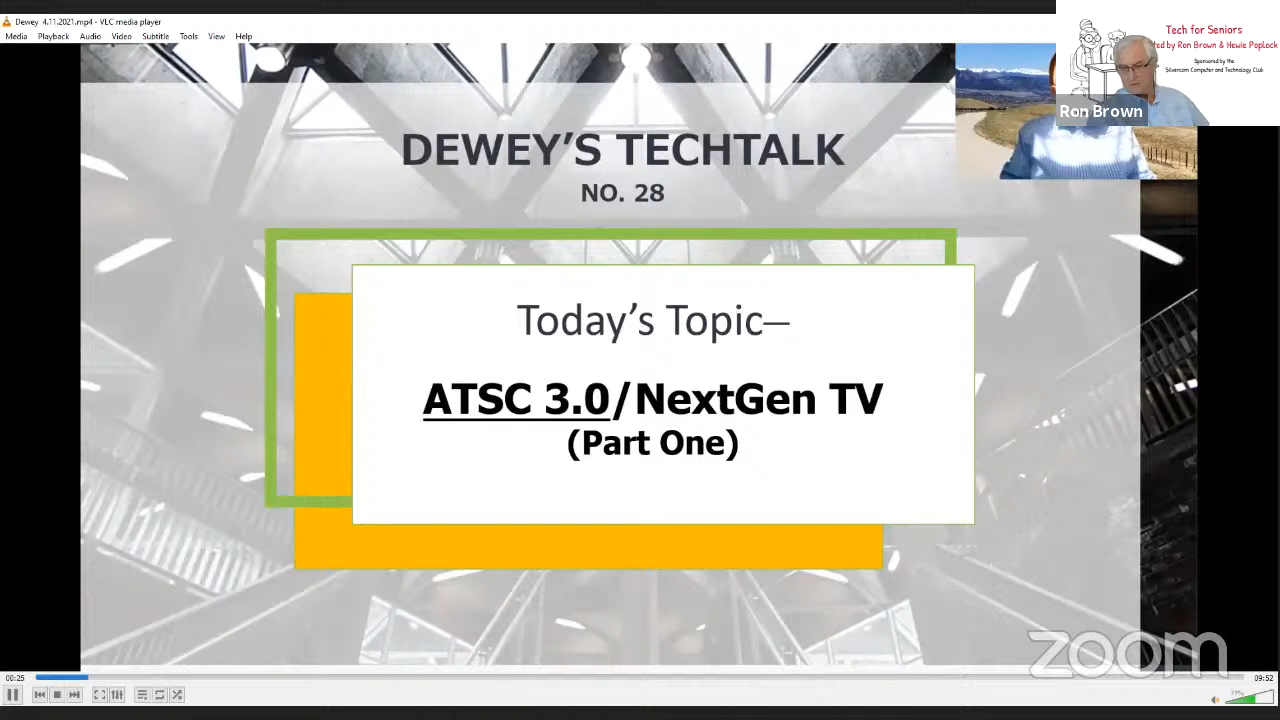 Dewey 4.11.2021.mp4 - VLC media player
Media Playback Audio Video Subtitle Tools View Help
Tech for Seniors
ted by Ron Brown & Hewie Poplock
Sponsored by the
Silvercom Computer and Technology Club
Ron Brown
DEWEY'S TECHTALK
NO. 28
Today's Topic—
ATSC 3.0/NextGen TV
(Part One)
zoom
00:25
09:52
77%